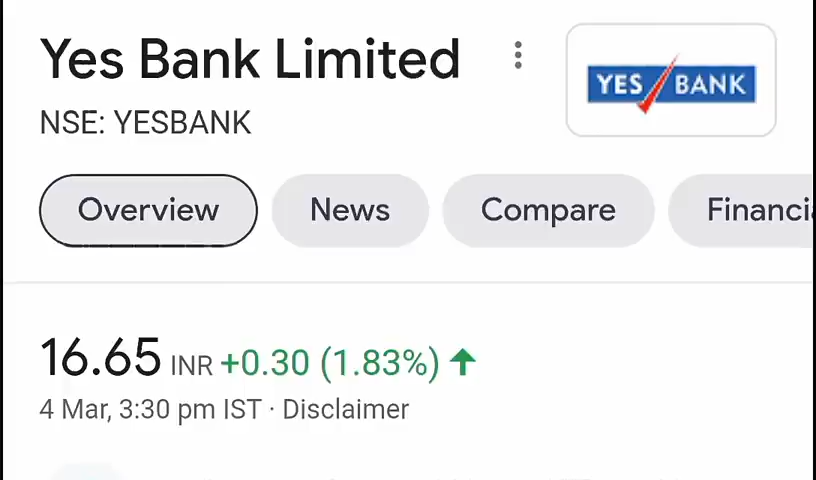 Yes Bank Limited
YES BANK
NSE: YESBANK
Overview
News
Compare
Financi
16.65 INR +0.30 (1.83%)
4 Mar, 3:30 pm IST · Disclaimer